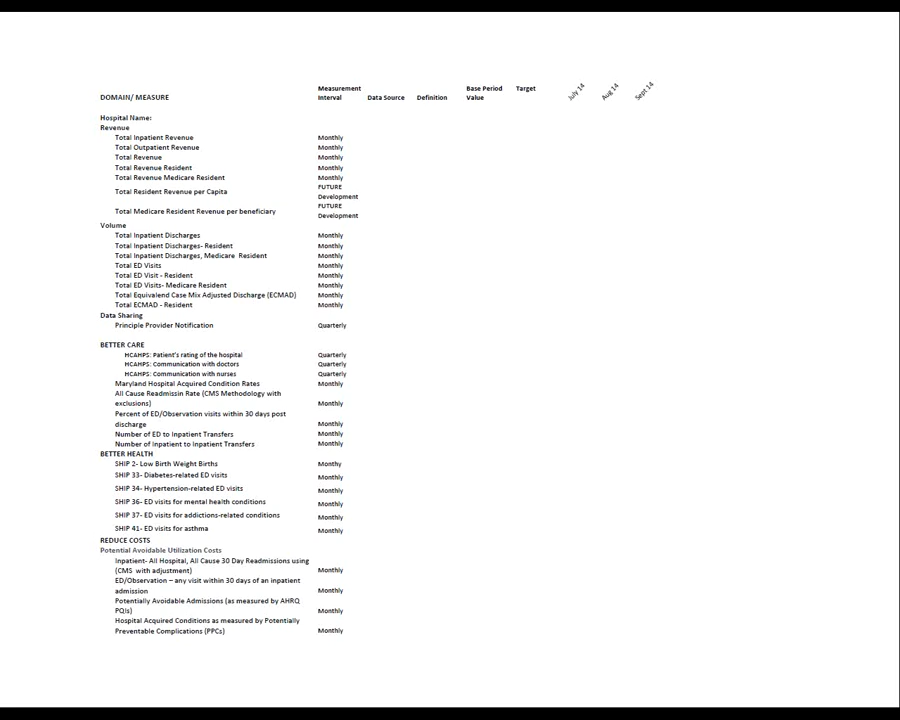 DOMAIN/ MEASURE Measurement Interval Data Source Definition Base Period Value Target July 14 Aug 14 Sept 14
Hospital Name:
Revenue
Total Inpatient Revenue Monthly
Total Outpatient Revenue Monthly
Total Revenue Monthly
Total Revenue Resident Monthly
Total Revenue Medicare Resident Monthly
Total Resident Revenue per Capita FUTURE Development
Total Medicare Resident Revenue per beneficiary FUTURE Development
Volume
Total Inpatient Discharges Monthly
Total Inpatient Discharges- Resident Monthly
Total Inpatient Discharges, Medicare Resident Monthly
Total ED Visits Monthly
Total ED Visit - Resident Monthly
Total ED Visits- Medicare Resident Monthly
Total Equivalend Case Mix Adjusted Discharge (ECMAD) Monthly
Total ECMAD - Resident Monthly
Data Sharing
Principle Provider Notification Quarterly
BETTER CARE
HCAHPS: Patient's rating of the hospital Quarterly
HCAHPS: Communication with doctors Quarterly
HCAHPS: Communication with nurses Quarterly
Maryland Hospital Acquired Condition Rates Monthly
All Cause Readmissin Rate (CMS Methodology with
exclusions) Monthly
Percent of ED/Observation visits within 30 days post
discharge Monthly
Number of ED to Inpatient Transfers Monthly
Number of Inpatient to Inpatient Transfers Monthly
BETTER HEALTH
SHIP 2- Low Birth Weight Births Monthy
SHIP 33- Diabetes-related ED visits Monthly
SHIP 34- Hypertension-related ED visits Monthly
SHIP 36- ED visits for mental health conditions Monthly
SHIP 37- ED visits for addictions-related conditions Monthly
SHIP 41- ED visits for asthma Monthly
REDUCE COSTS
Potential Avoidable Utilization Costs
Inpatient- All Hospital, All Cause 30 Day Readmissions using
(CMS with adjustment) Monthly
ED/Observation – any visit within 30 days of an inpatient
admission Monthly
Potentially Avoidable Admissions (as measured by AHRQ
PQIs) Monthly
Hospital Acquired Conditions as measured by Potentially
Preventable Complications (PPCs) Monthly